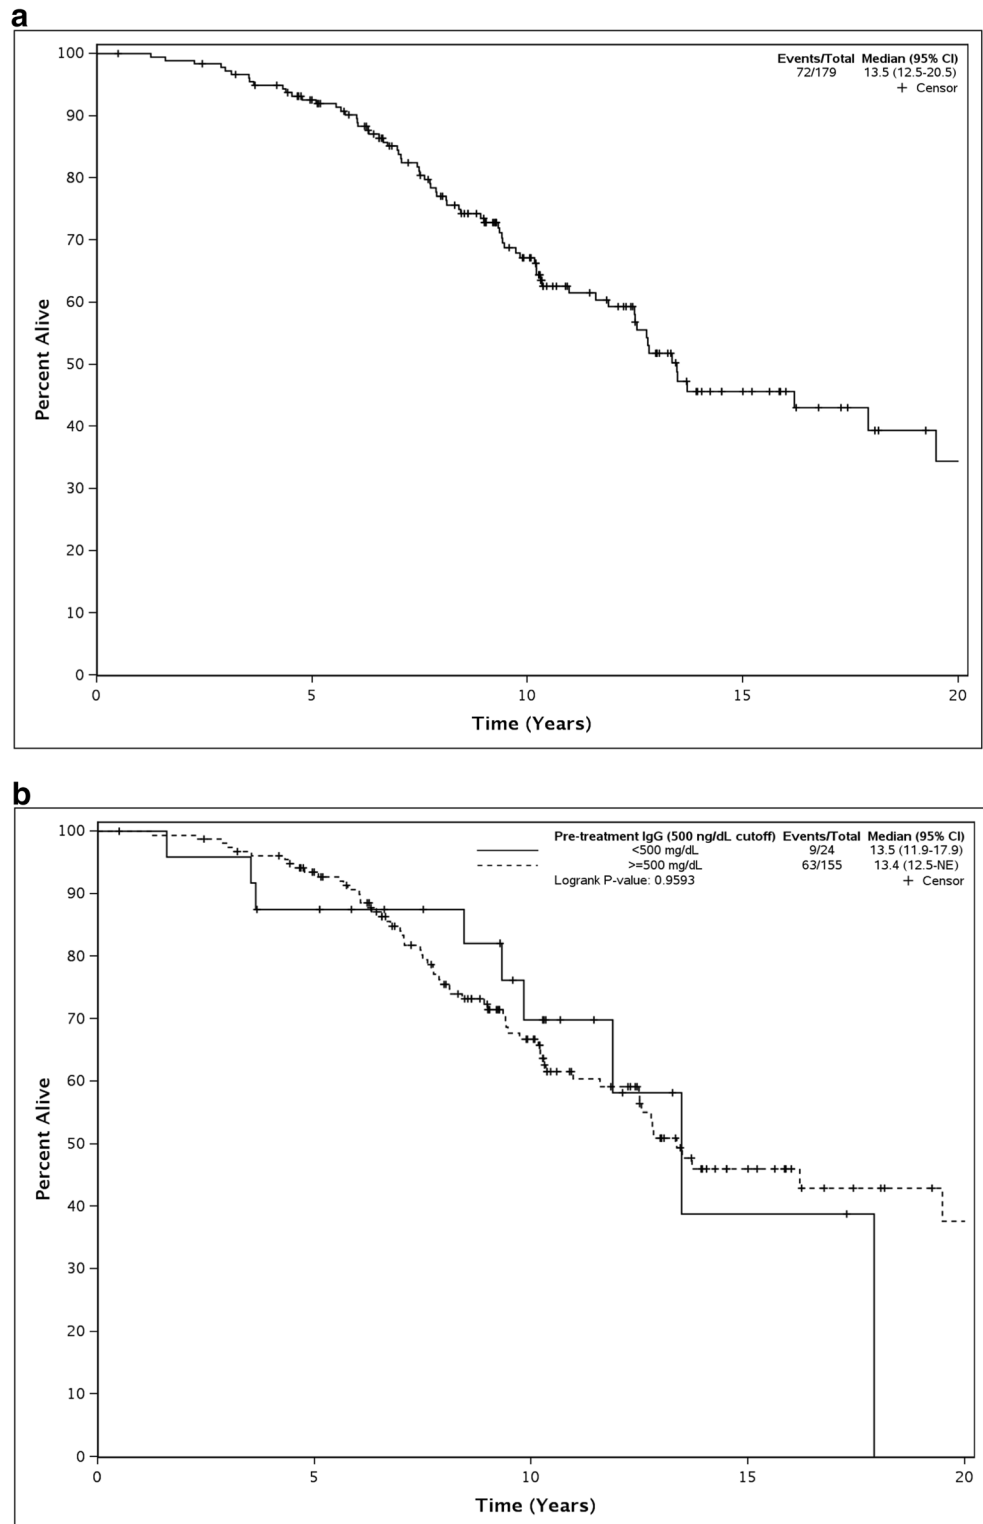 a
Events/Total Median (95% CI)
72/179 13.5 (12.5-20.5)
+ Censor
100
90
80
70
60
50
40
30
20
10
0
Percent Alive
0 5 10 15 20
Time (Years)
b
Pre-treatment IgG (500 ng/dL cutoff) Events/Total Median (95% CI)
<500 mg/dL 9/24 13.5 (11.9-17.9)
>=500 mg/dL 63/155 13.4 (12.5-NE)
Logrank P-value: 0.9593 + Censor
100
90
80
70
60
50
40
30
20
10
0
Percent Alive
0 5 10 15 20
Time (Years)